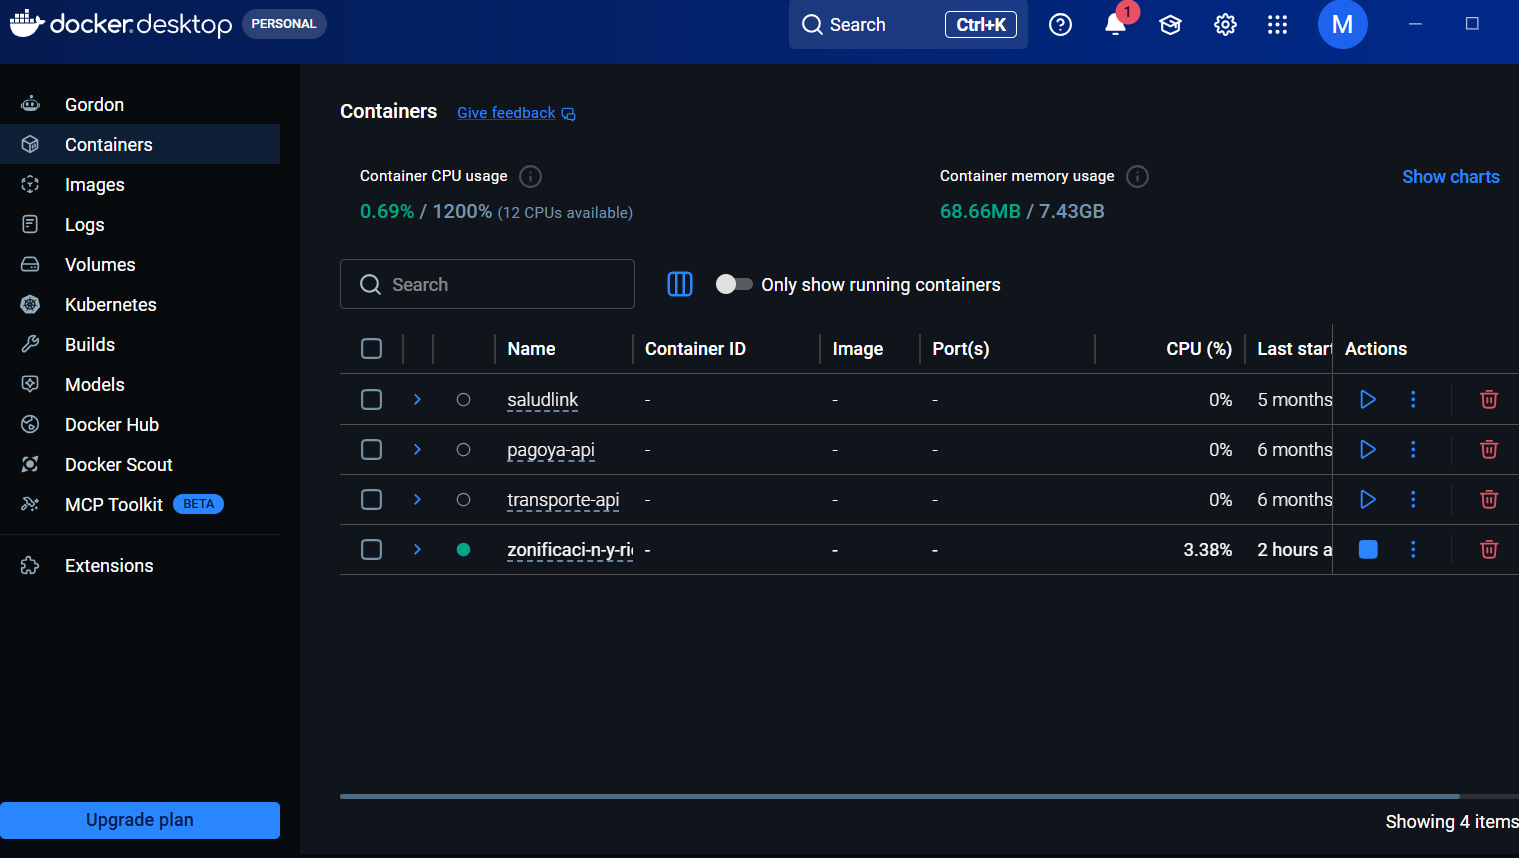 docker.desktop PERSONAL Search Ctrl+K 1 M
Gordon
Containers
Images
Logs
Volumes
Kubernetes
Builds
Models
Docker Hub
Docker Scout
MCP Toolkit BETA
Extensions
Upgrade plan
Containers Give feedback
Container CPU usage
0.69% / 1200% (12 CPUs available)
Container memory usage
68.66MB / 7.43GB
Show charts
Search
Only show running containers
Name Container ID Image Port(s) CPU (%) Last start Actions
saludlink - - - 0% 5 months
pagoya-api - - - 0% 6 months
transporte-api - - - 0% 6 months
zonificaci-n-y-rie - - - 3.38% 2 hours a
Showing 4 items